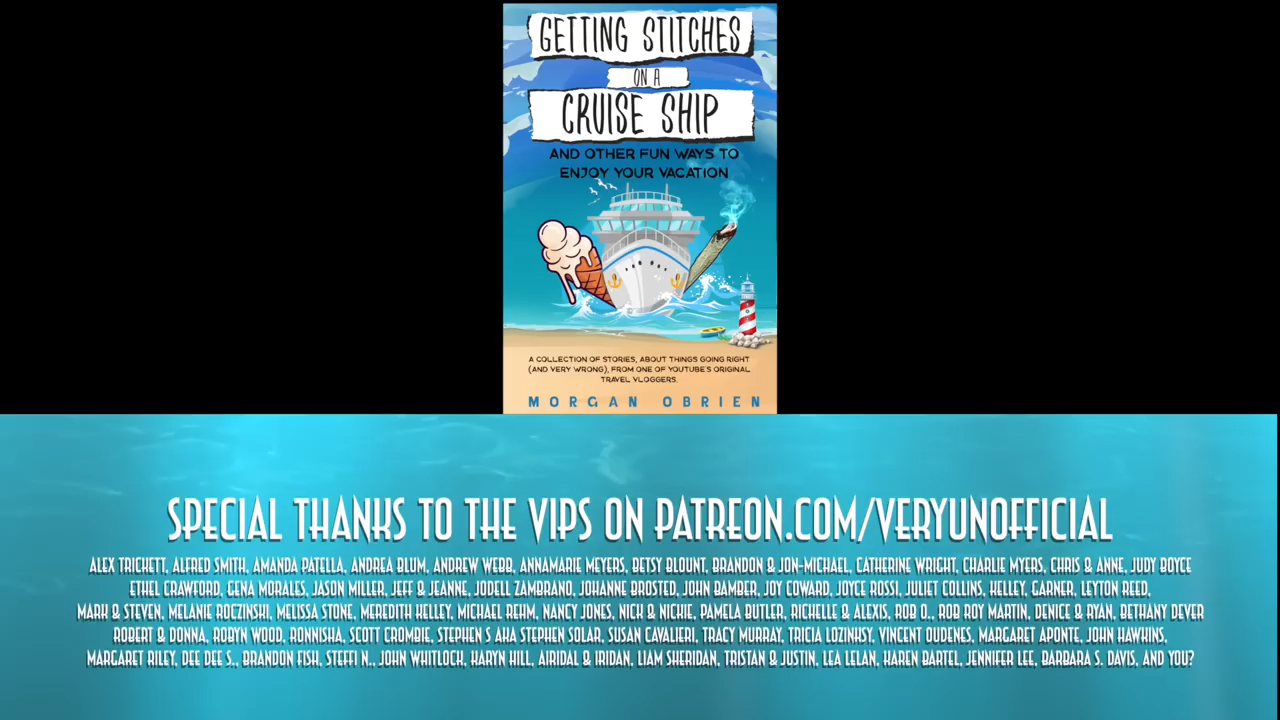 GETTING STITCHES
ON A
CRUISE SHIP
AND OTHER FUN WAYS TO
ENJOY YOUR VACATION
A COLLECTION OF STORIES, ABOUT THINGS GOING RIGHT
(AND VERY WRONG), FROM ONE OF YOUTUBE'S ORIGINAL
TRAVEL VLOGGERS.
MORGAN OBRIEN
SPECIAL THANKS TO THE VIPS ON PATREON.COM/VERYUNOFFICIAL
ALEX TRICHETT, ALFRED SMITH, AMANDA PATELLA, ANDREA BLUM, ANDREW WEBB, ANNAMARIE MEYERS, BETSY BLOUNT, BRANDON & JON-MICHAEL, CATHERINE WRIGHT, CHARLIE MYERS, CHRIS & ANNE, JUDY BOYCE
ETHEL CRAWFORD, GENA MORALES, JASON MILLER, JEFF & JEANNE, JODELL ZAMBRANO, JOHANNE BROSTED, JOHN BAMBER, JOY COWARD, JOYCE ROSSI, JULIET COLLINS, KELLEY, GARNER, LEYTON REED,
MARK & STEVEN, MELANIE ROCZINSKI, MELISSA STONE, MEREDITH KELLEY, MICHAEL REHM, NANCY JONES, NICK & NICKIE, PAMELA BUTLER, RICHELLE & ALEXIS, ROB O., ROB ROY MARTIN, DENICE & RYAN, BETHANY DEVER
ROBERT & DONNA, ROBYN WOOD, RONNISHA, SCOTT CROMBIE, STEPHEN S AKA STEPHEN SOLAR, SUSAN CAVALIERI, TRACY MURRAY, TRICIA LOZINKSY, VINCENT OUDENES, MARGARET APONTE, JOHN HAWKINS,
MARGARET RILEY, DEE DEE S., BRANDON FISH, STEFFI N., JOHN WHITLOCK, KARYN HILL, AIRIDAL & IRIDAN, LIAM SHERIDAN, TRISTAN & JUSTIN, LEA LELAN, KAREN BARTEL, JENNIFER LEE, BARBARA S. DAVIS, AND YOU?